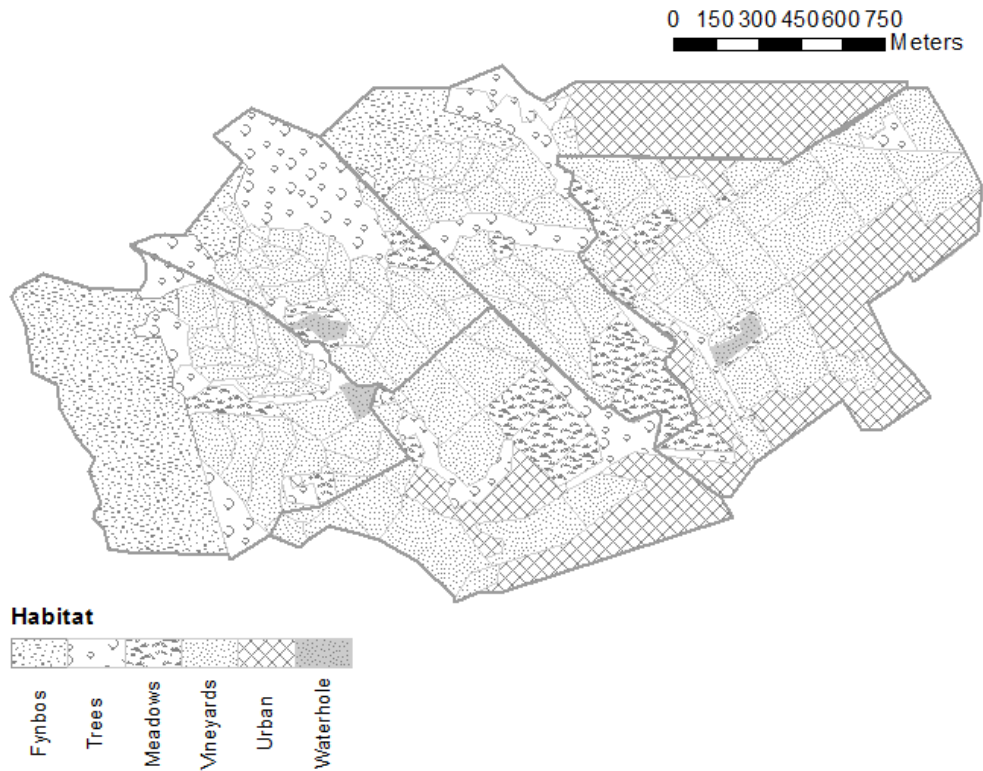 0 150 300 450 600 750
Meters
Habitat
Fynbos
Trees
Meadows
Vineyards
Urban
Waterhole